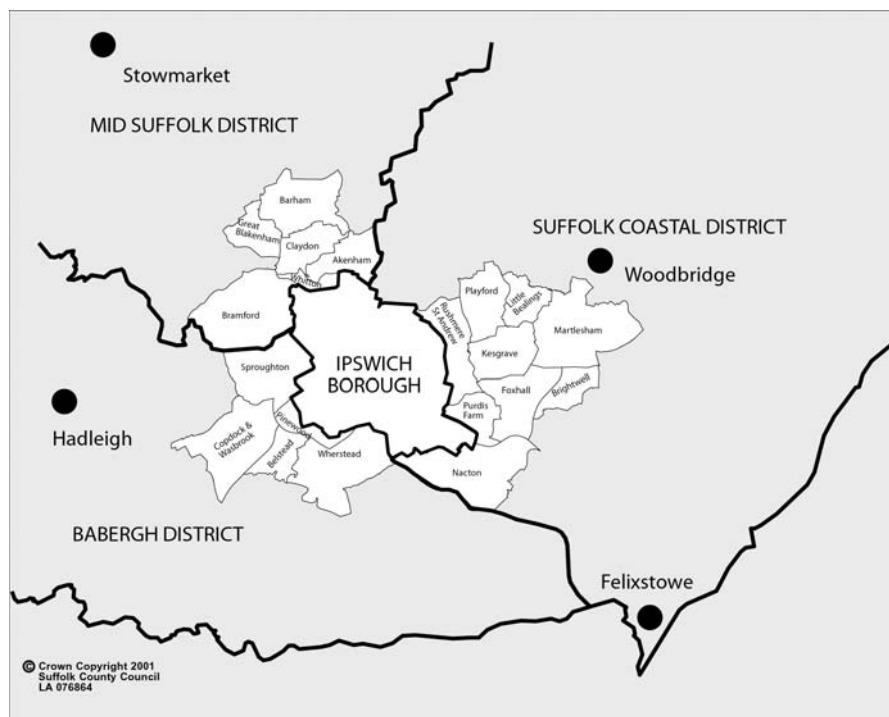 Stowmarket
MID SUFFOLK DISTRICT
Barham
Great
Blakenham
Claydon
Akenham
Whitton
SUFFOLK COASTAL DISTRICT
Woodbridge
Playford
Little
Bealings
Rushmere
St Andrew
Martlesham
Bramford
Kesgrave
IPSWICH
BOROUGH
Sproughton
Foxhall
Brightwell
Purdis
Farm
Hadleigh
Pinewood
Copdock &
Wasbrook
Belstead
Wherstead
Nacton
BABERGH DISTRICT
Felixstowe
© Crown Copyright 2001
Suffolk County Council
LA 076864